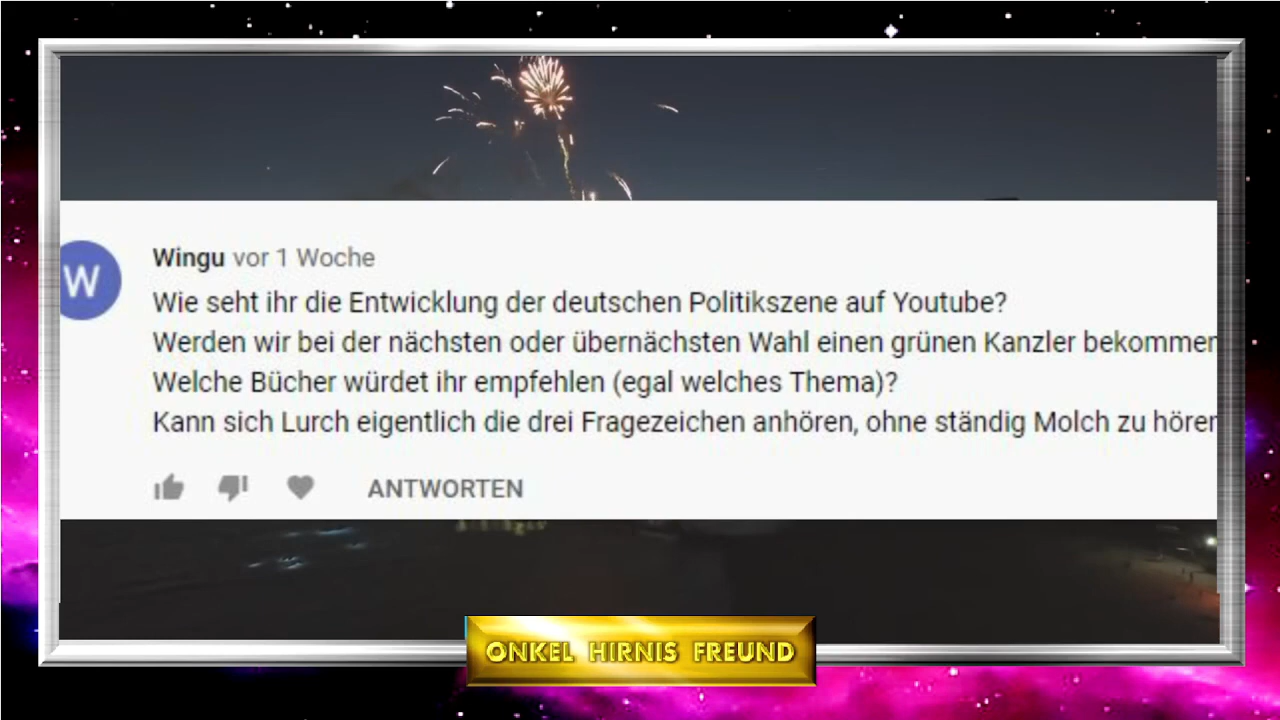 W
Wingu vor 1 Woche
Wie seht ihr die Entwicklung der deutschen Politikszene auf Youtube?
Werden wir bei der nächsten oder übernächsten Wahl einen grünen Kanzler bekommen
Welche Bücher würdet ihr empfehlen (egal welches Thema)?
Kann sich Lurch eigentlich die drei Fragezeichen anhören, ohne ständig Molch zu hören
ANTWORTEN
ONKEL HIRNIS FREUND